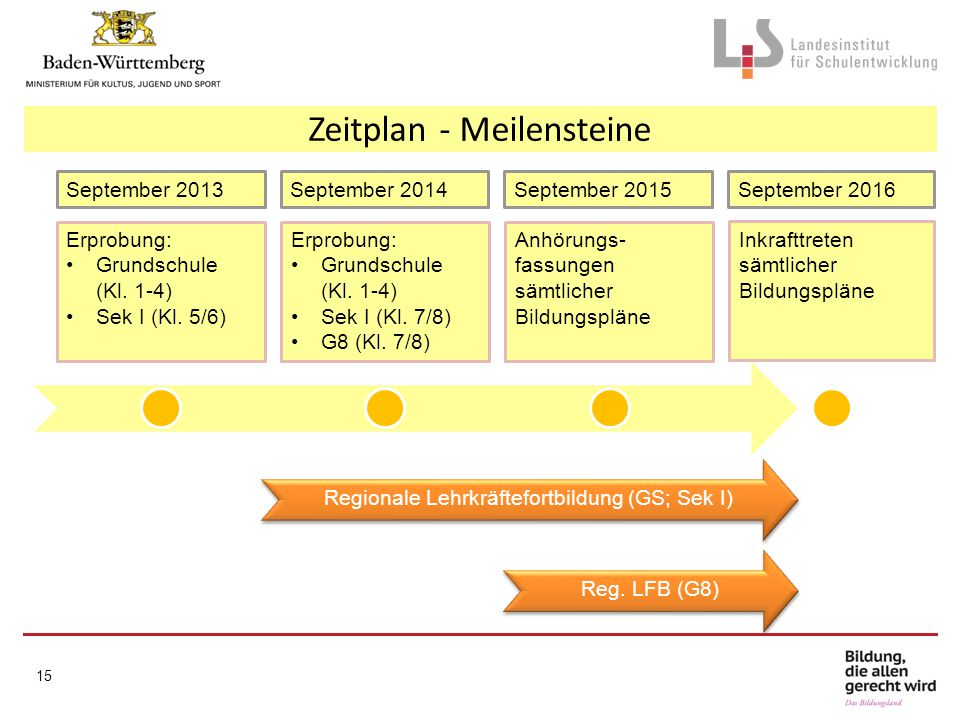 Baden-Württemberg
MINISTERIUM FÜR KULTUS, JUGEND UND SPORT
LS
Landesinstitut
für Schulentwicklung
Zeitplan - Meilensteine
September 2013
September 2014
September 2015
September 2016
Erprobung:
• Grundschule
(Kl. 1-4)
• Sek I (Kl. 5/6)
Erprobung:
• Grundschule
(Kl. 1-4)
• Sek I (Kl. 7/8)
• G8 (Kl. 7/8)
Anhörungs-
fassungen
sämtlicher
Bildungspläne
Inkrafttreten
sämtlicher
Bildungspläne
Regionale Lehrkräftefortbildung (GS; Sek I)
Reg. LFB (G8)
15
Bildung,
die allen
gerecht wird
Das Bildungsland